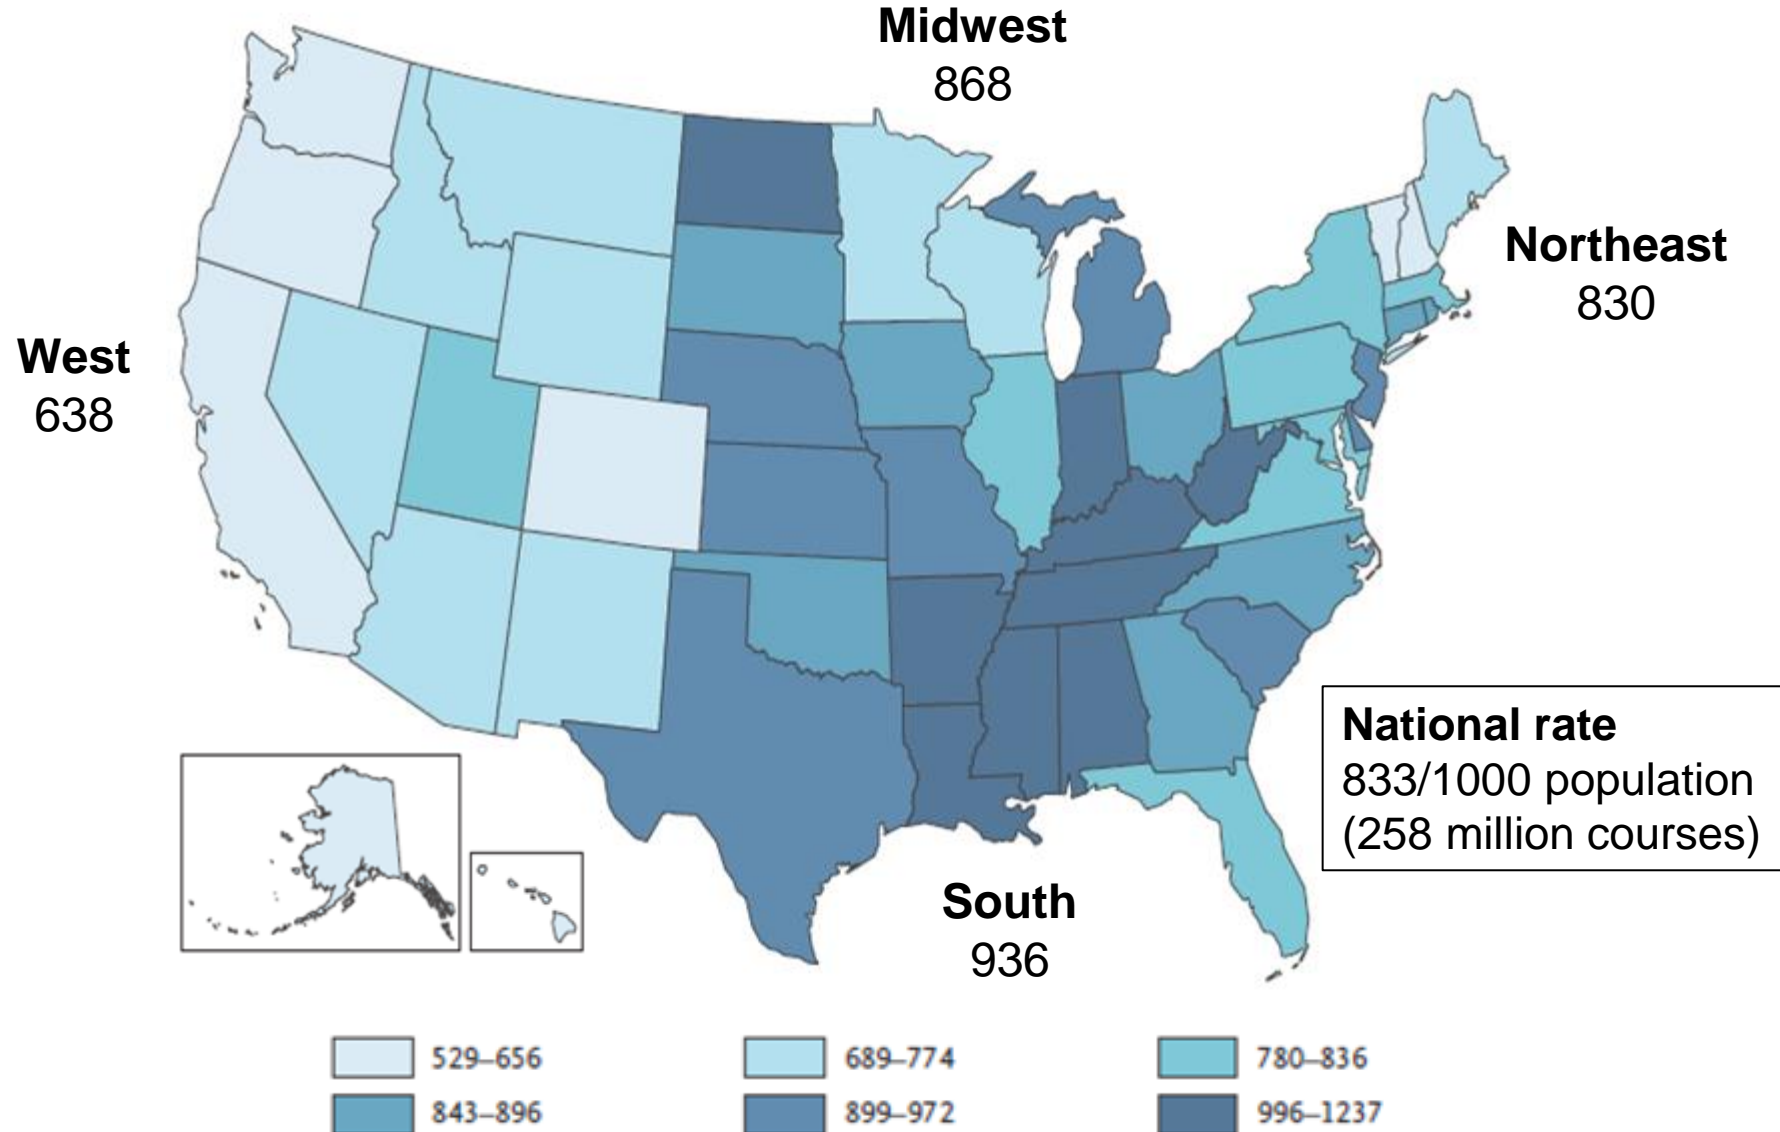 Midwest
868
Northeast
830
West
638
National rate
833/1000 population
(258 million courses)
South
936
529–656
689–774
780–836
843–896
899–972
996–1237